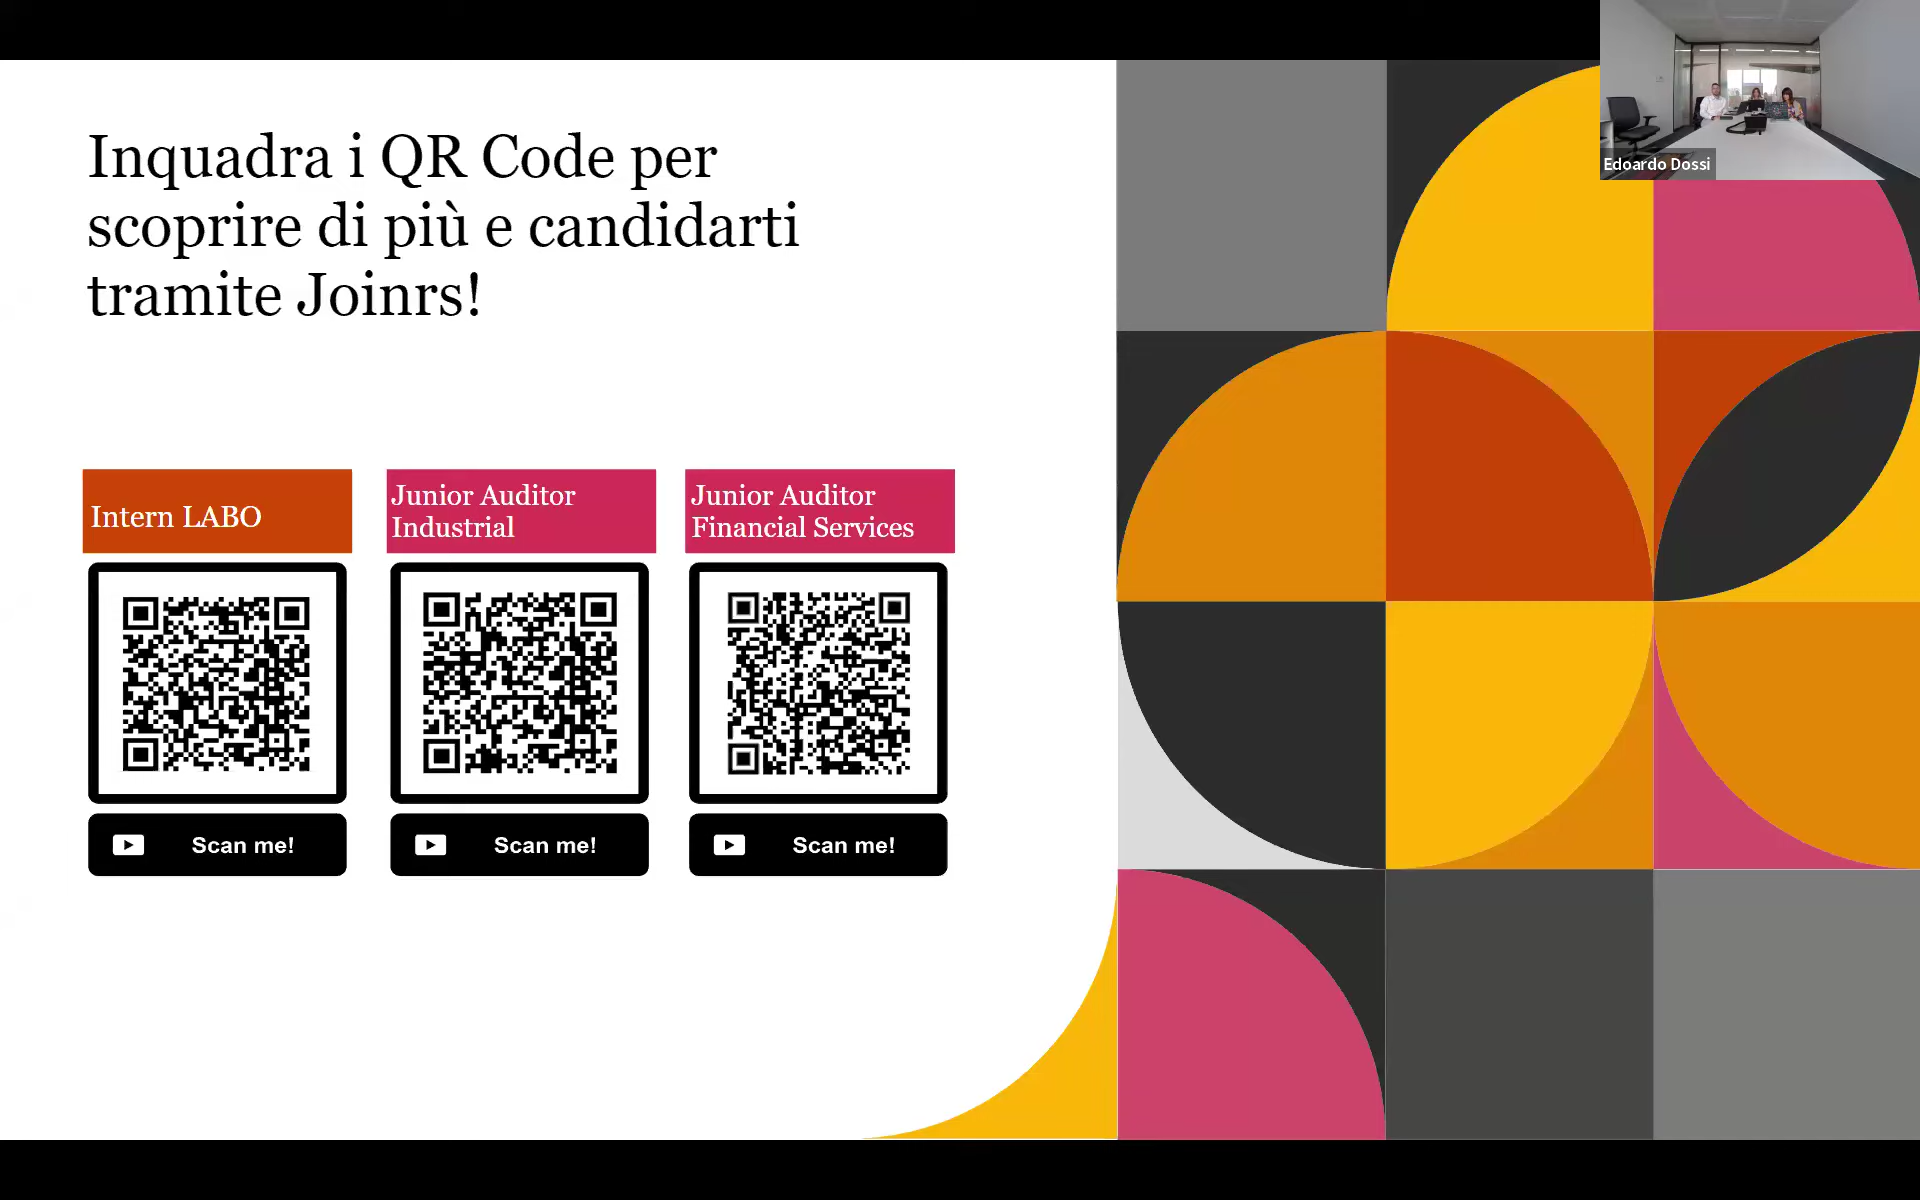 Edoardo Dossi
Inquadra i QR Code per
scoprire di più e candidarti
tramite Joinrs!
Intern LABO
Junior Auditor
Industrial
Junior Auditor
Financial Services
Scan me!
Scan me!
Scan me!